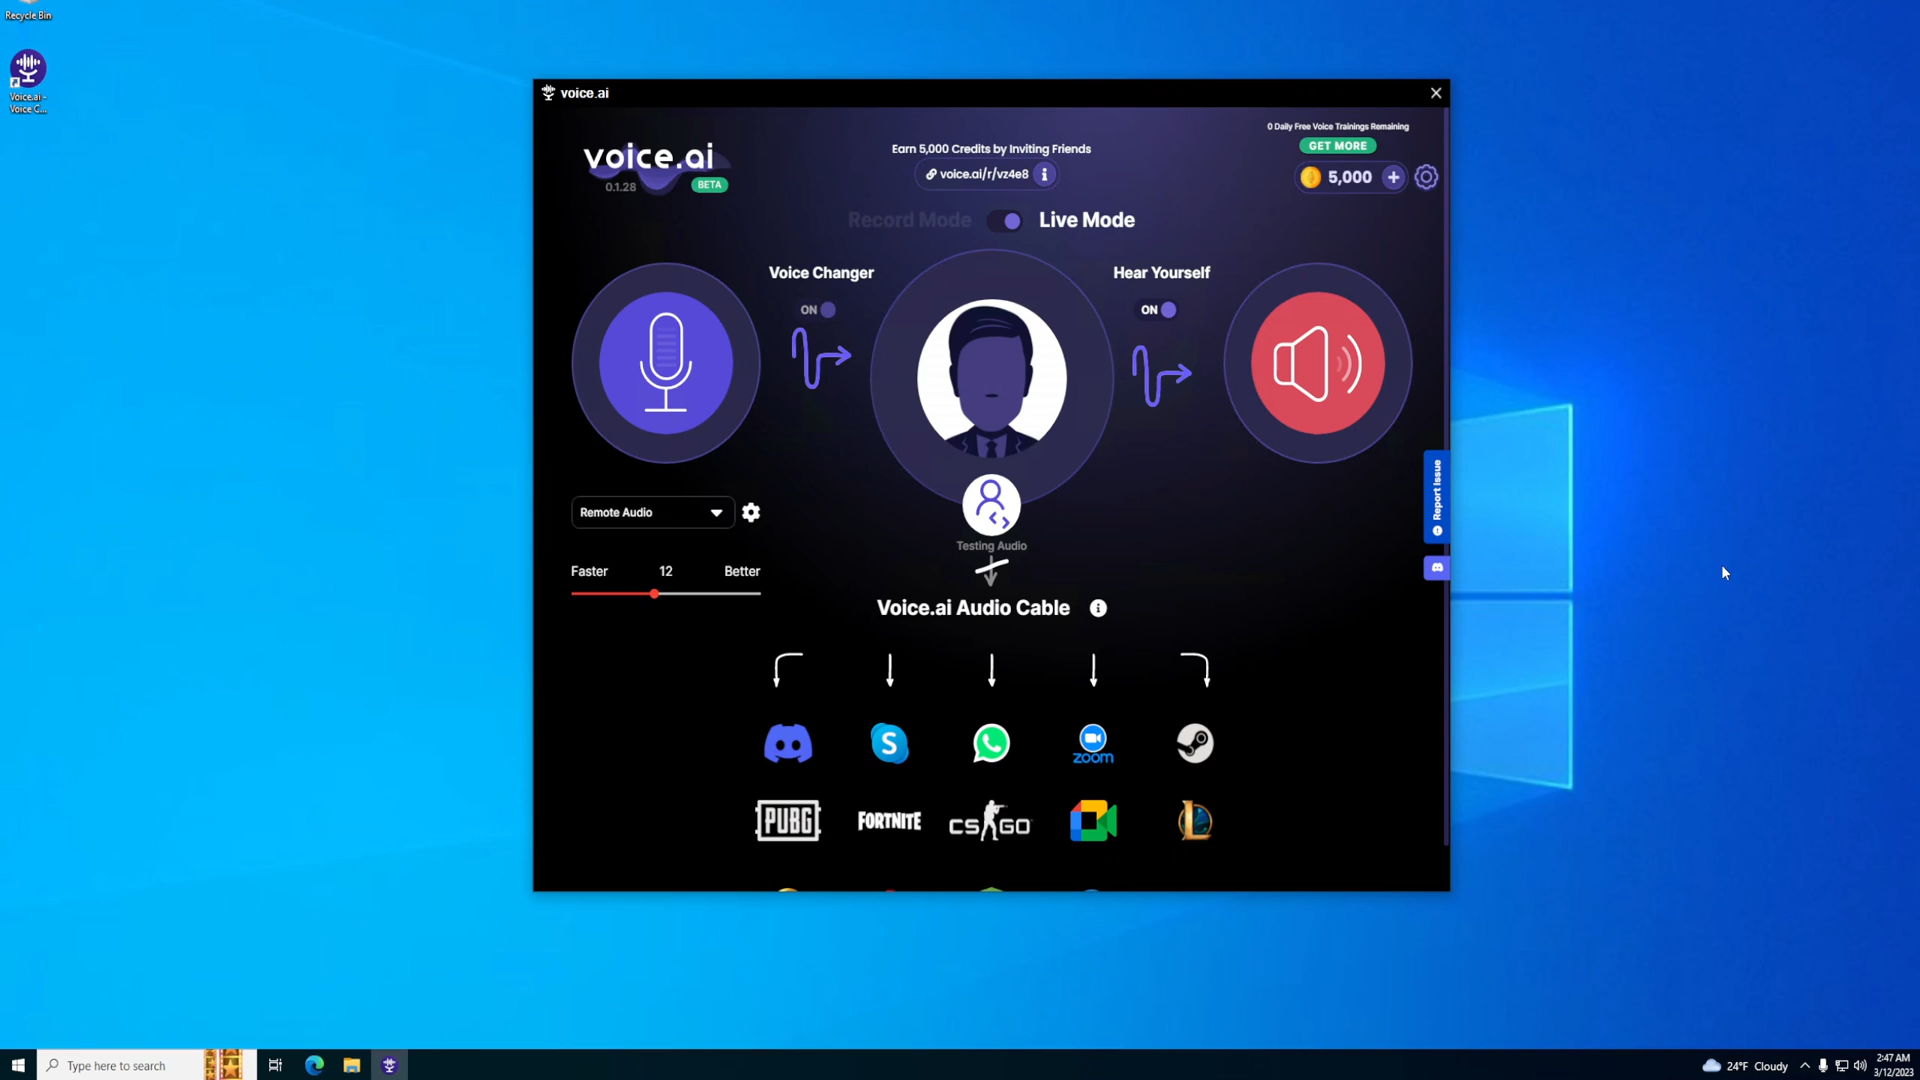 Recycle Bin
Voice.ai -
Voice C...
voice.ai
voice.ai
0.1.28
BETA
Earn 5,000 Credits by Inviting Friends
voice.ai/r/vz4e8
0 Daily Free Voice Trainings Remaining
GET MORE
5,000
Record Mode
Live Mode
Voice Changer
ON
Hear Yourself
ON
Remote Audio
Faster 12 Better
Testing Audio
Voice.ai Audio Cable
Report Issue
S
zoom
PUBG
FORTNITE
CS GO
L
Type here to search
24°F Cloudy
2:47 AM
3/12/2023